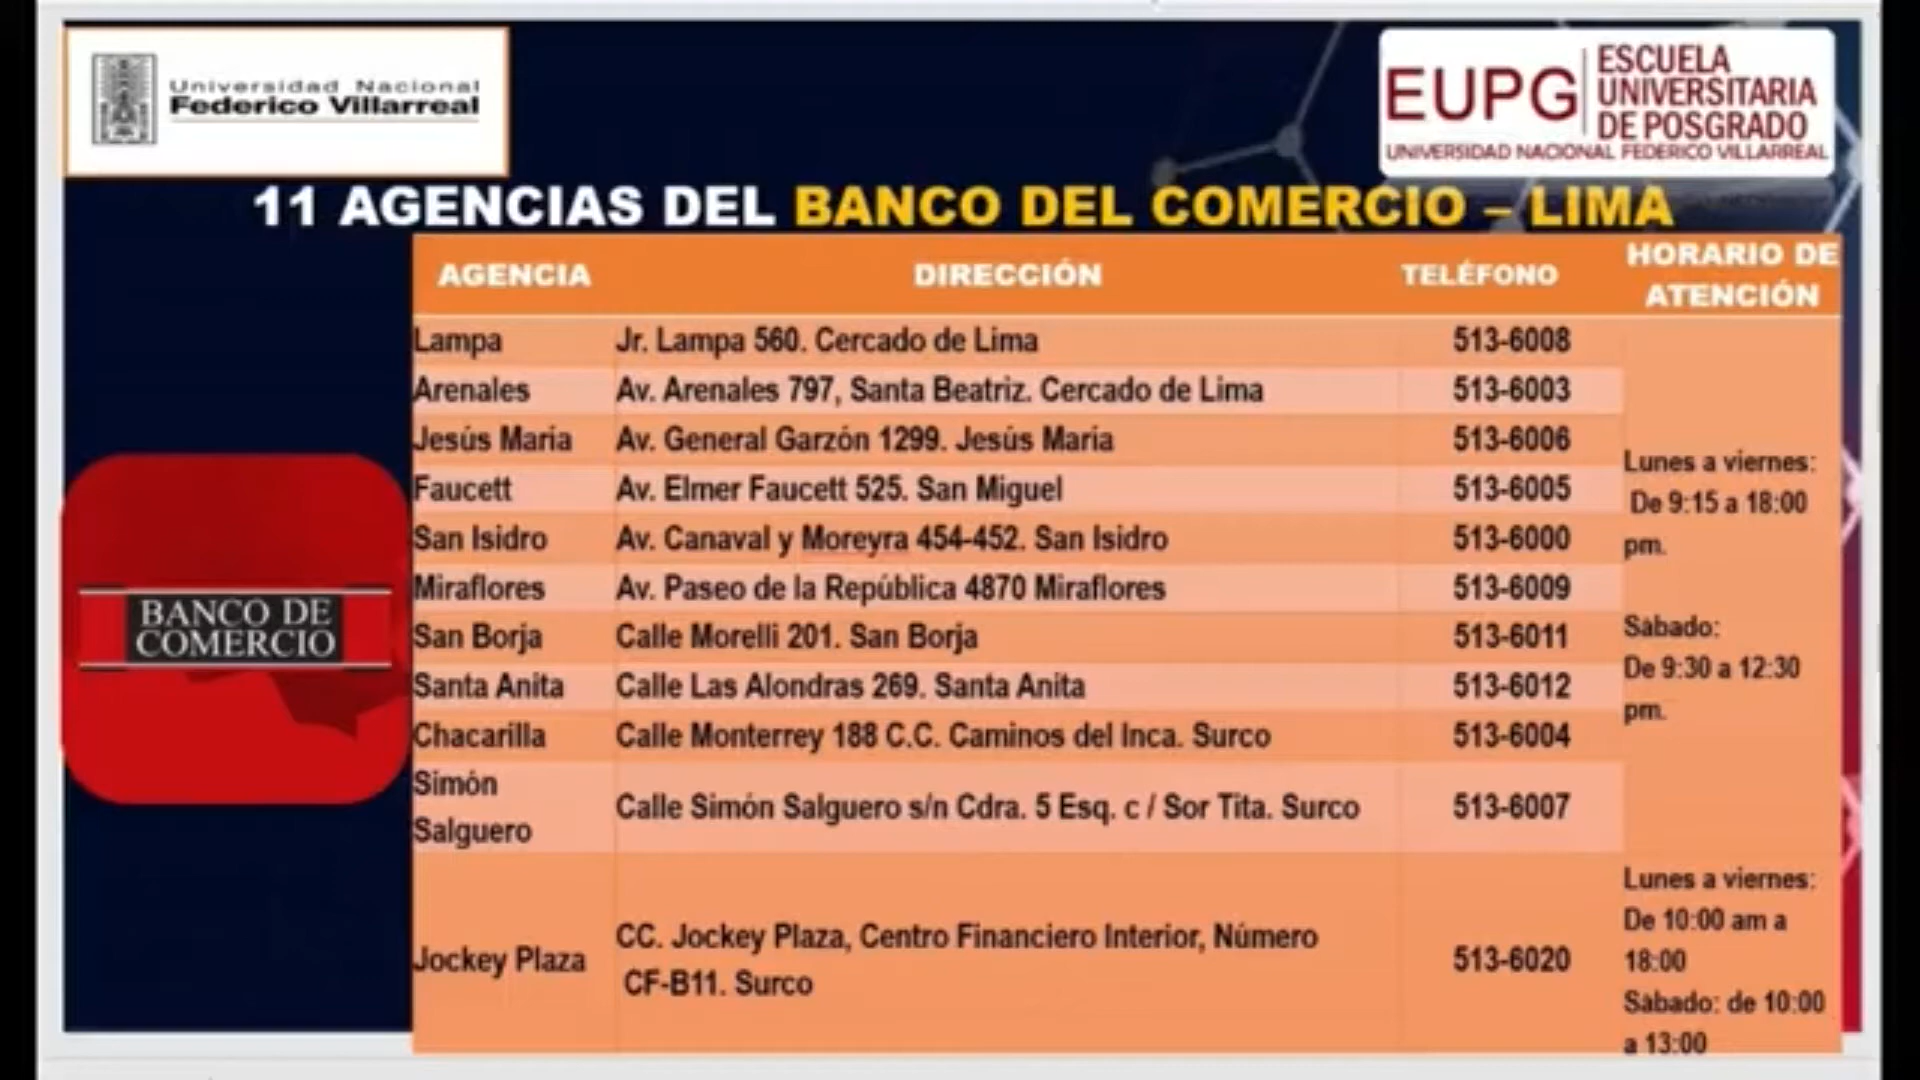 Universidad Nacional
Federico Villarreal
EUPG
ESCUELA
UNIVERSITARIA
DE POSGRADO
UNIVERSIDAD NACIONAL FEDERICO VILLARREAL
11 AGENCIAS DEL BANCO DEL COMERCIO – LIMA
AGENCIA DIRECCIÓN TELÉFONO HORARIO DE ATENCIÓN
Lampa Jr. Lampa 560. Cercado de Lima 513-6008
Arenales Av. Arenales 797, Santa Beatriz. Cercado de Lima 513-6003
Jesús María Av. General Garzón 1299. Jesús María 513-6006
Faucett Av. Elmer Faucett 525. San Miguel 513-6005
San Isidro Av. Canaval y Moreyra 454-452. San Isidro 513-6000
Miraflores Av. Paseo de la República 4870 Miraflores 513-6009
San Borja Calle Morelli 201. San Borja 513-6011
Santa Anita Calle Las Alondras 269. Santa Anita 513-6012
Chacarilla Calle Monterrey 188 C.C. Caminos del Inca. Surco 513-6004
Simón Salguero Calle Simón Salguero s/n Cdra. 5 Esq. c / Sor Tita. Surco 513-6007
Lunes a viernes:
De 9:15 a 18:00
pm.
Sábado:
De 9:30 a 12:30
pm.
Jockey Plaza CC. Jockey Plaza, Centro Financiero Interior, Número
CF-B11. Surco 513-6020
Lunes a viernes:
De 10:00 am a
18:00
Sábado: de 10:00
a 13:00
BANCO DE
COMERCIO